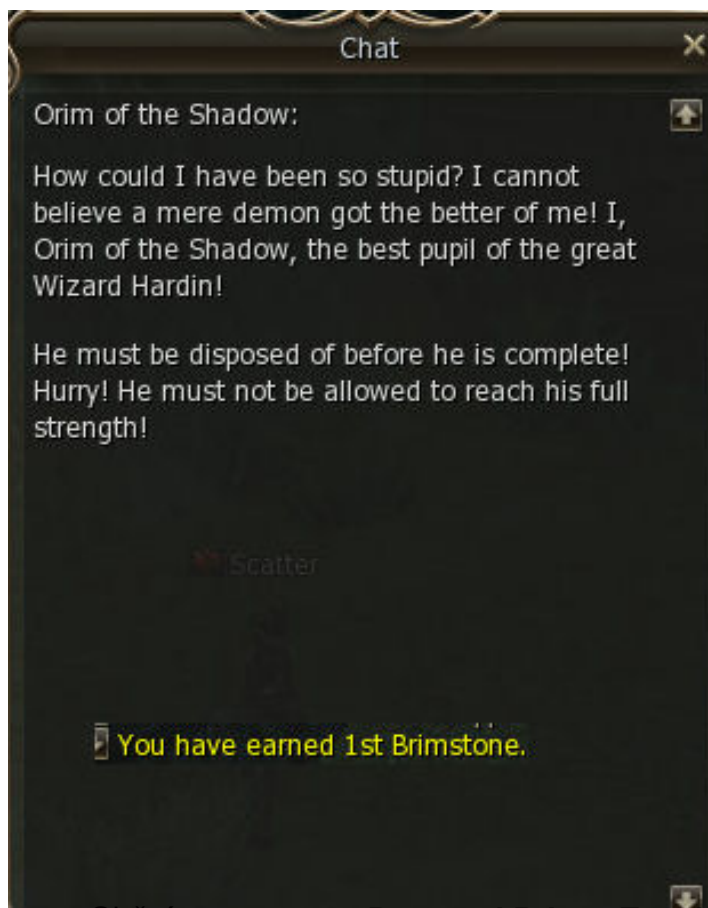 Chat
Orim of the Shadow:
How could I have been so stupid? I cannot
believe a mere demon got the better of me! I,
Orim of the Shadow, the best pupil of the great
Wizard Hardin!
He must be disposed of before he is complete!
Hurry! He must not be allowed to reach his full
strength!
Scatter
You have earned 1st Brimstone.